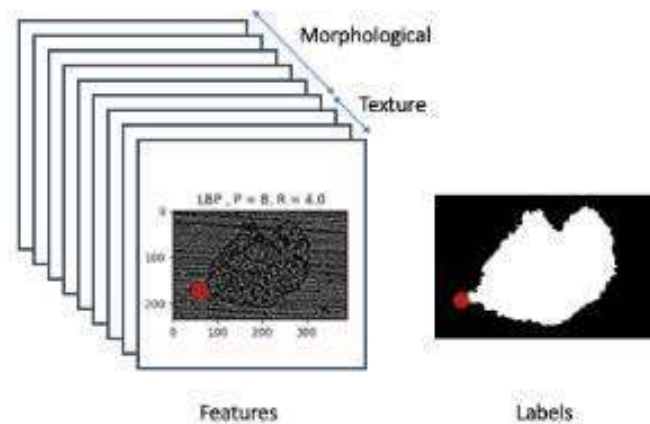 Morphological
Texture
LBP , P = 8, R = 4.0
0
100
200
0 100 200 300
Features
Labels